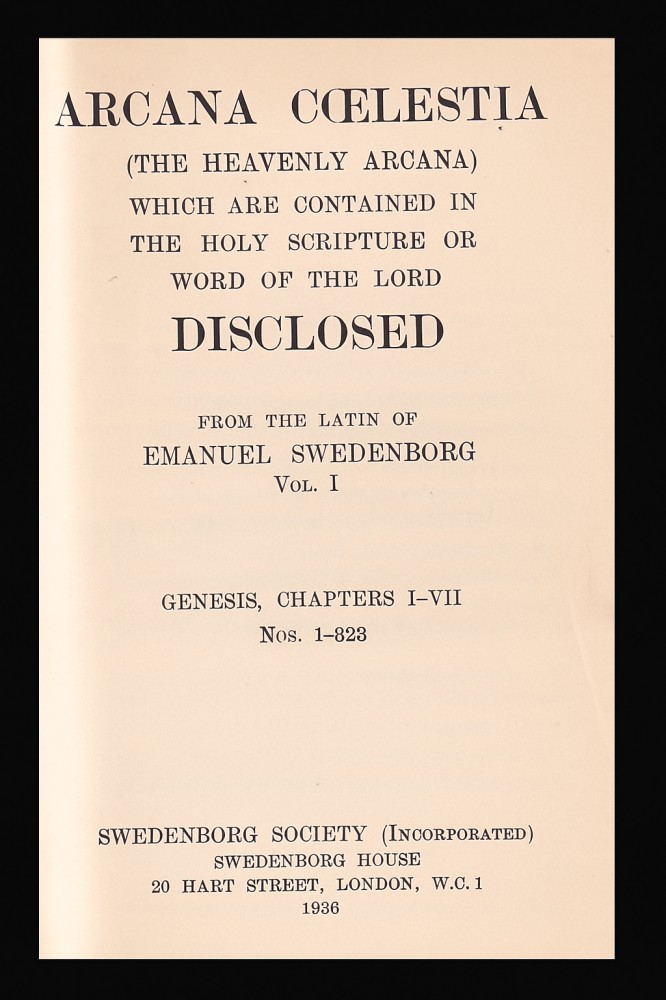 ARCANA CŒLESTIA
(THE HEAVENLY ARCANA)
WHICH ARE CONTAINED IN
THE HOLY SCRIPTURE OR
WORD OF THE LORD
DISCLOSED
FROM THE LATIN OF
EMANUEL SWEDENBORG
VOL. I
GENESIS, CHAPTERS I–VII
Nos. 1–823
SWEDENBORG SOCIETY (INCORPORATED)
SWEDENBORG HOUSE
20 HART STREET, LONDON, W.C. 1
1936